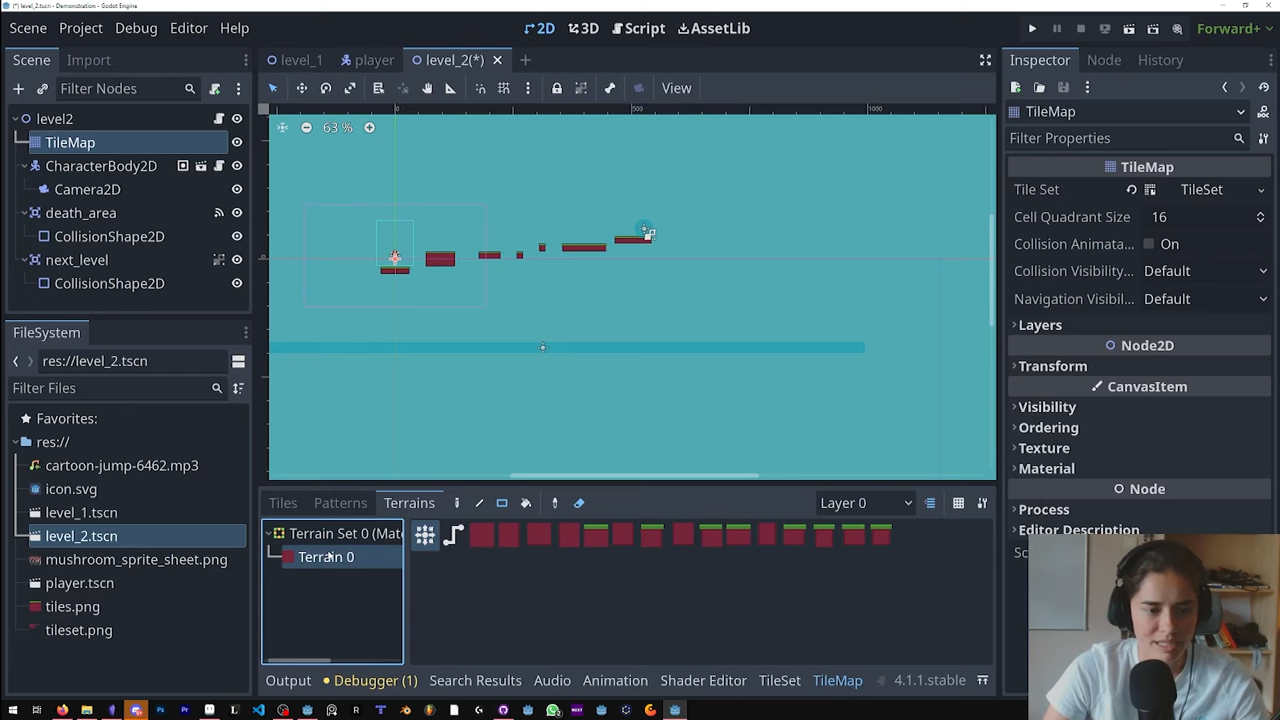 (*) level_2.tscn - Demonstration - Godot Engine
Scene Project Debug Editor Help
2D 3D Script AssetLib
Forward+
Scene Import
level_1 player level_2(*)
Inspector Node History
Filter Nodes
View
TileMap
level2
TileMap
CharacterBody2D
Camera2D
death_area
CollisionShape2D
next_level
CollisionShape2D
0 500 1000
63 %
0
Filter Properties
TileMap
Tile Set TileSet
Cell Quadrant Size 16
Collision Animata... On
Collision Visibility... Default
Navigation Visibil... Default
Layers
Node2D
Transform
CanvasItem
Visibility
Ordering
Texture
Material
Node
Process
Editor Description
FileSystem
res://level_2.tscn
Filter Files
Favorites:
res://
cartoon-jump-6462.mp3
icon.svg
level_1.tscn
level_2.tscn
mushroom_sprite_sheet.png
player.tscn
tiles.png
tileset.png
Tiles Patterns Terrains
Layer 0
Terrain Set 0 (Matc
Terrain 0
Output Debugger (1) Search Results Audio Animation Shader Editor TileSet TileMap 4.1.1.stable